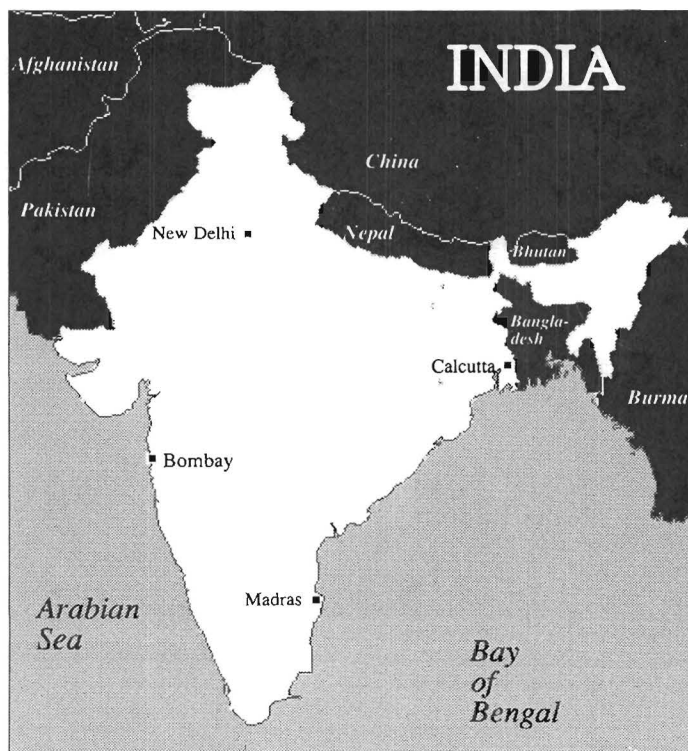 INDIA
Afghanistan
China
Pakistan
New Delhi
Nepal
Bhutan
Bangla-
desh
Calcutta
Burma
Bombay
Madras
Arabian
Sea
Bay
of
Bengal